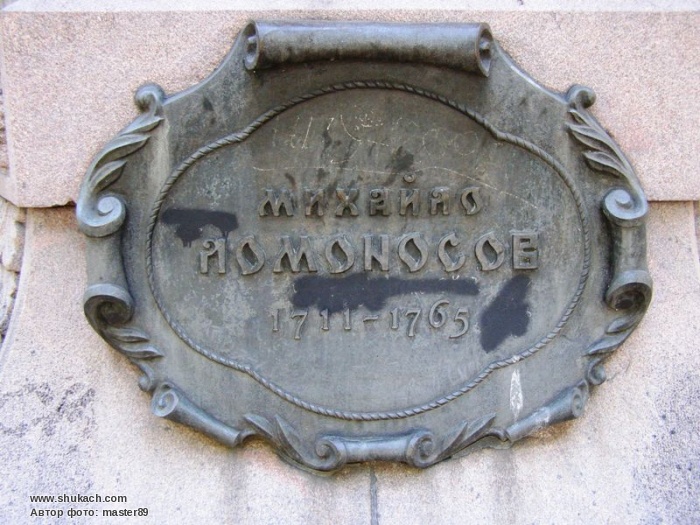 МИХАЙЛО
ЛОМОНОСОВ
1711-1765
www.shukach.com
Автор фото: master89